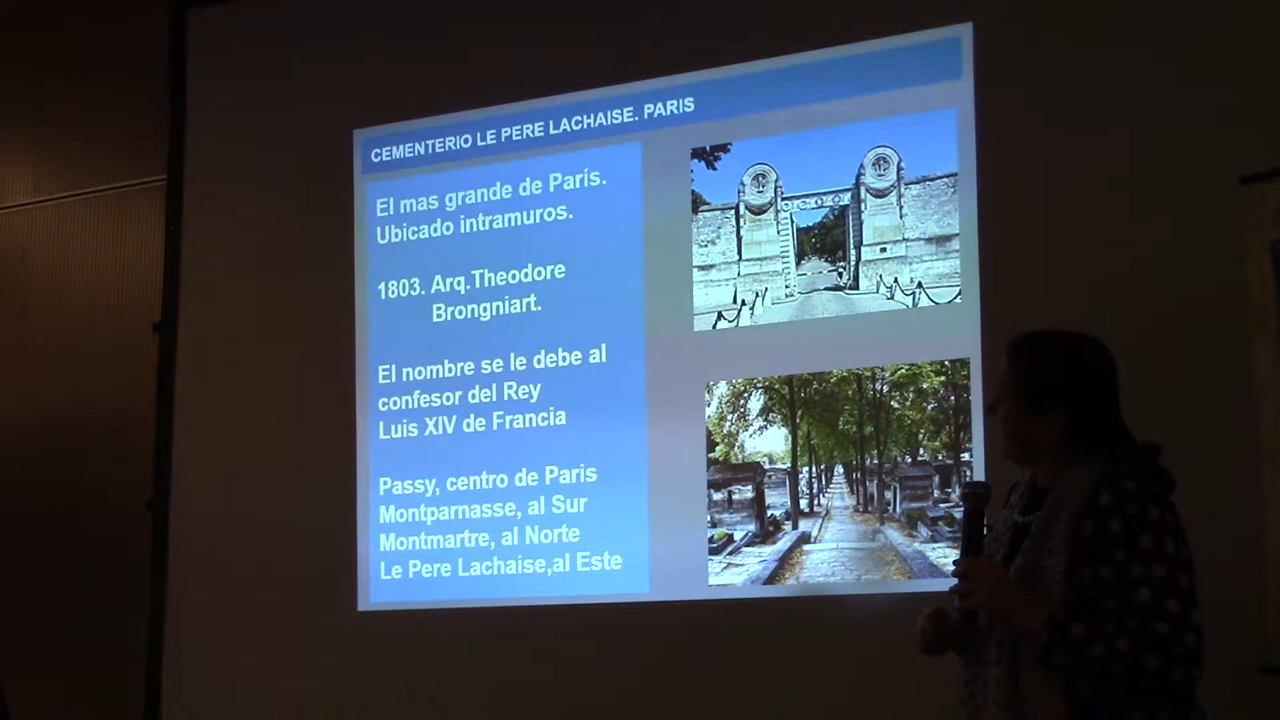 CEMENTERIO LE PERE LACHAISE. PARIS
El mas grande de París.
Ubicado intramuros.
1803. Arq.Theodore
Brongniart.
El nombre se le debe al
confesor del Rey
Luis XIV de Francia
Passy, centro de Paris
Montparnasse, al Sur
Montmartre, al Norte
Le Pere Lachaise,al Este